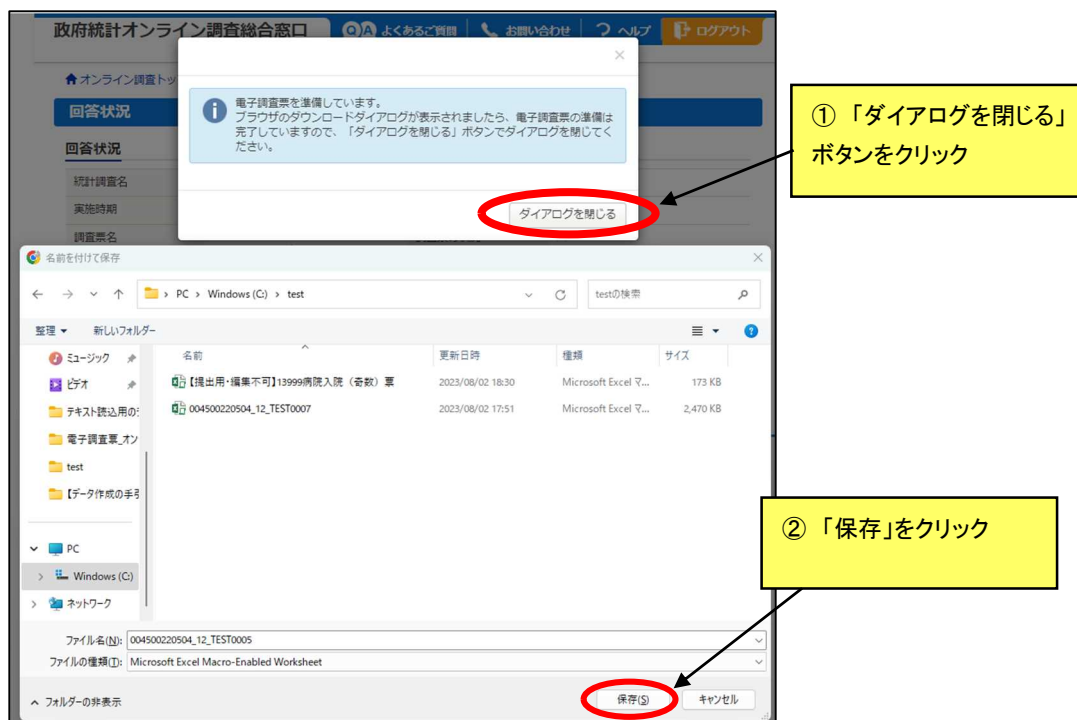 政府統計オンライン調査総合窓口
QA よくあるご質問
お問い合わせ
? ヘルプ
ログアウト
オンライン調査トッ
回答状況
回答状況
統計調査名
実施時期
調査票名
×
電子調査票を準備しています。
ブラウザのダウンロードダイアログが表示されましたら、電子調査票の準備は
完了していますので、「ダイアログを閉じる」ボタンでダイアログを閉じてく
ださい。
ダイアログを閉じる
① 「ダイアログを閉じる」
ボタンをクリック
名前を付けて保存
> PC > Windows (C:) > test
testの検索
整理 新しいフォルダー
名前 更新日時 種類 サイズ
ミュージック
ビデオ
テキスト読込用の
電子調査票_オン
test
【データ作成の手引
【提出用・編集不可】13999病院入院（奇数）票 2023/08/02 18:30 Microsoft Excel マ... 173 KB
004500220504_12_TEST0007 2023/08/02 17:51 Microsoft Excel マ... 2,470 KB
PC
Windows (C:)
ネットワーク
② 「保存」をクリック
ファイル名(N): 004500220504_12_TEST0005
ファイルの種類(T): Microsoft Excel Macro-Enabled Worksheet
フォルダーの非表示
保存(S)
キャンセル